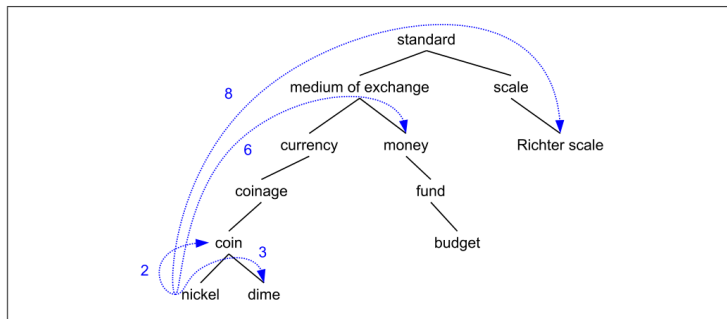 standard
8
medium of exchange scale
6 currency money Richter scale
coinage fund
coin 3 budget
2
nickel dime